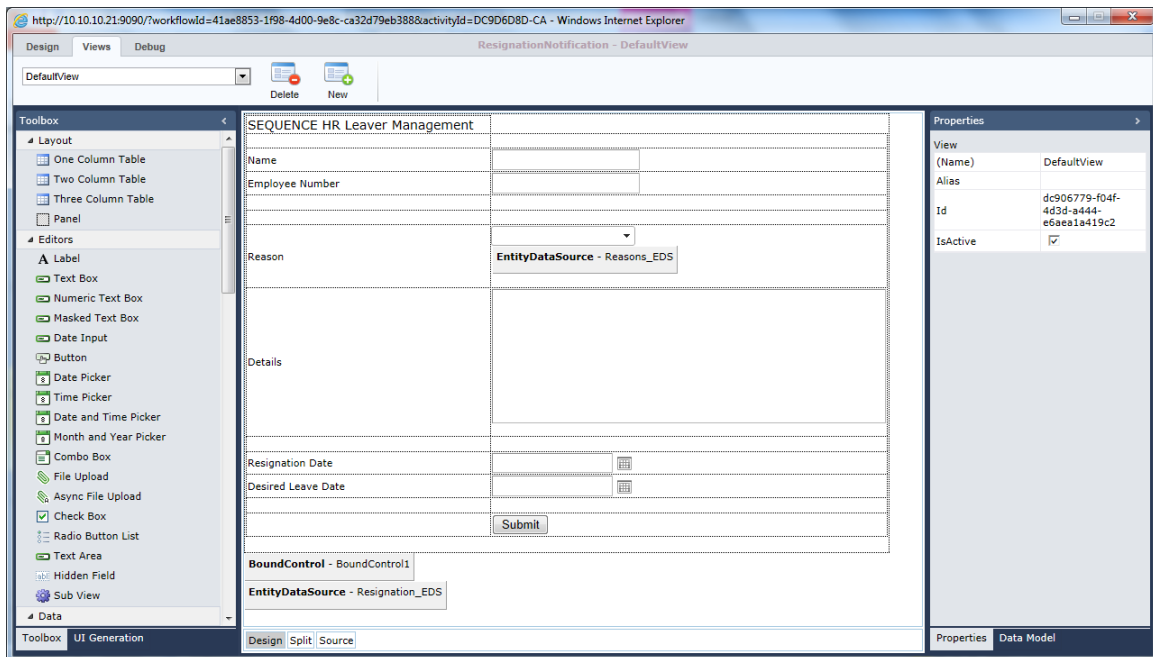 http://10.10.10.21:9090/?workflowId=41ae8853-1f98-4d00-9e8c-ca32d79eb388&activityId=DC9D6D8D-CA - Windows Internet Explorer
Design Views Debug ResignationNotification - DefaultView
DefaultView
Delete New
Toolbox
Layout
One Column Table
Two Column Table
Three Column Table
Panel
Editors
Label
Text Box
Numeric Text Box
Masked Text Box
Date Input
Button
Date Picker
Time Picker
Date and Time Picker
Month and Year Picker
Combo Box
File Upload
Async File Upload
Check Box
Radio Button List
Text Area
Hidden Field
Sub View
Data
Toolbox UI Generation
SEQUENCE HR Leaver Management
Name
Employee Number
Reason
EntityDataSource - Reasons_EDS
Details
Resignation Date
Desired Leave Date
Submit
BoundControl - BoundControl1
EntityDataSource - Resignation_EDS
Design Split Source
Properties
View
(Name) DefaultView
Alias
Id dc906779-f04f-
4d3d-a444-
e6aea1a419c2
IsActive
Properties Data Model